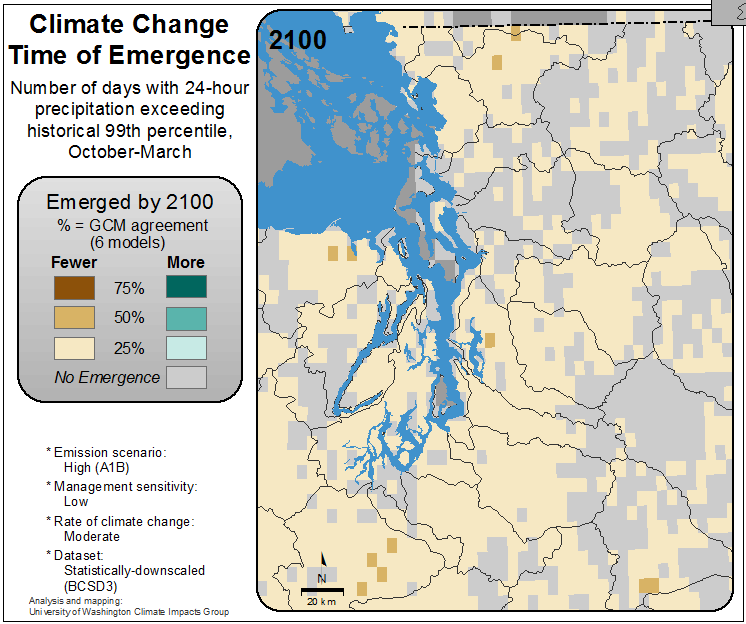 Climate Change
Time of Emergence
Number of days with 24-hour
precipitation exceeding
historical 99th percentile,
October-March
Emerged by 2100
% = GCM agreement
(6 models)
Fewer More
75%
50%
25%
No Emergence
* Emission scenario:
High (A1B)
* Management sensitivity:
Low
* Rate of climate change:
Moderate
* Dataset:
Statistically-downscaled
(BCSD3)
Analysis and mapping:
University of Washington Climate Impacts Group
2100
N
20 km